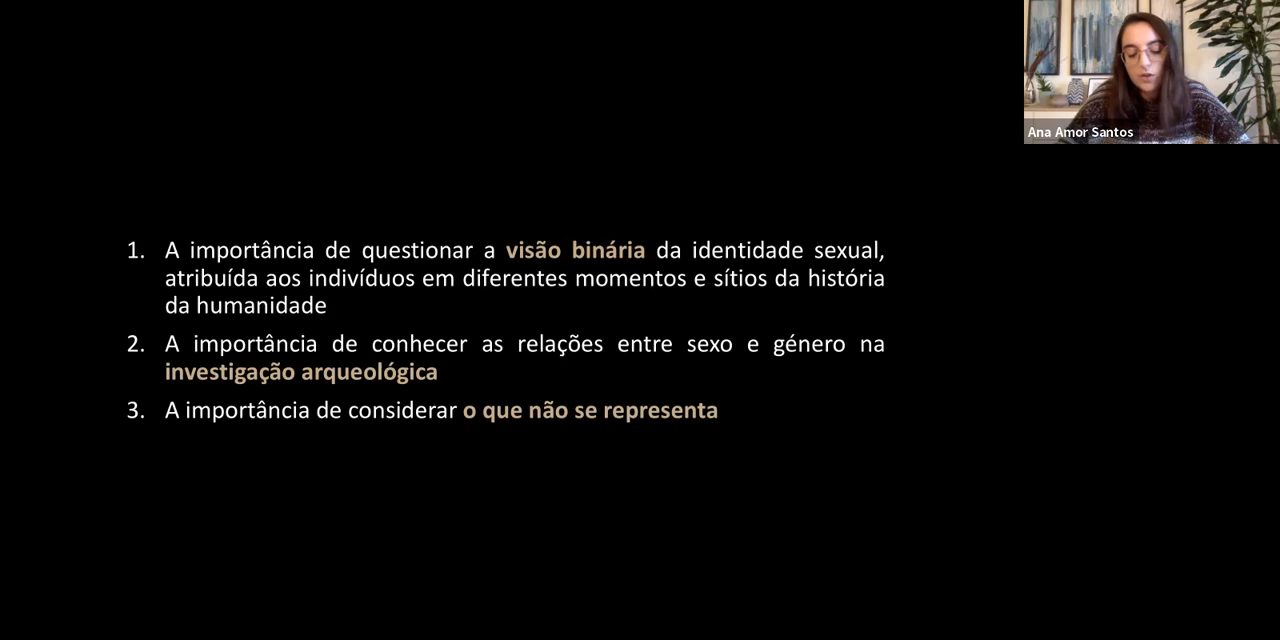 Ana Amor Santos
1. A importância de questionar a visão binária da identidade sexual,
atribuída aos indivíduos em diferentes momentos e sítios da história
da humanidade
2. A importância de conhecer as relações entre sexo e género na
investigação arqueológica
3. A importância de considerar o que não se representa